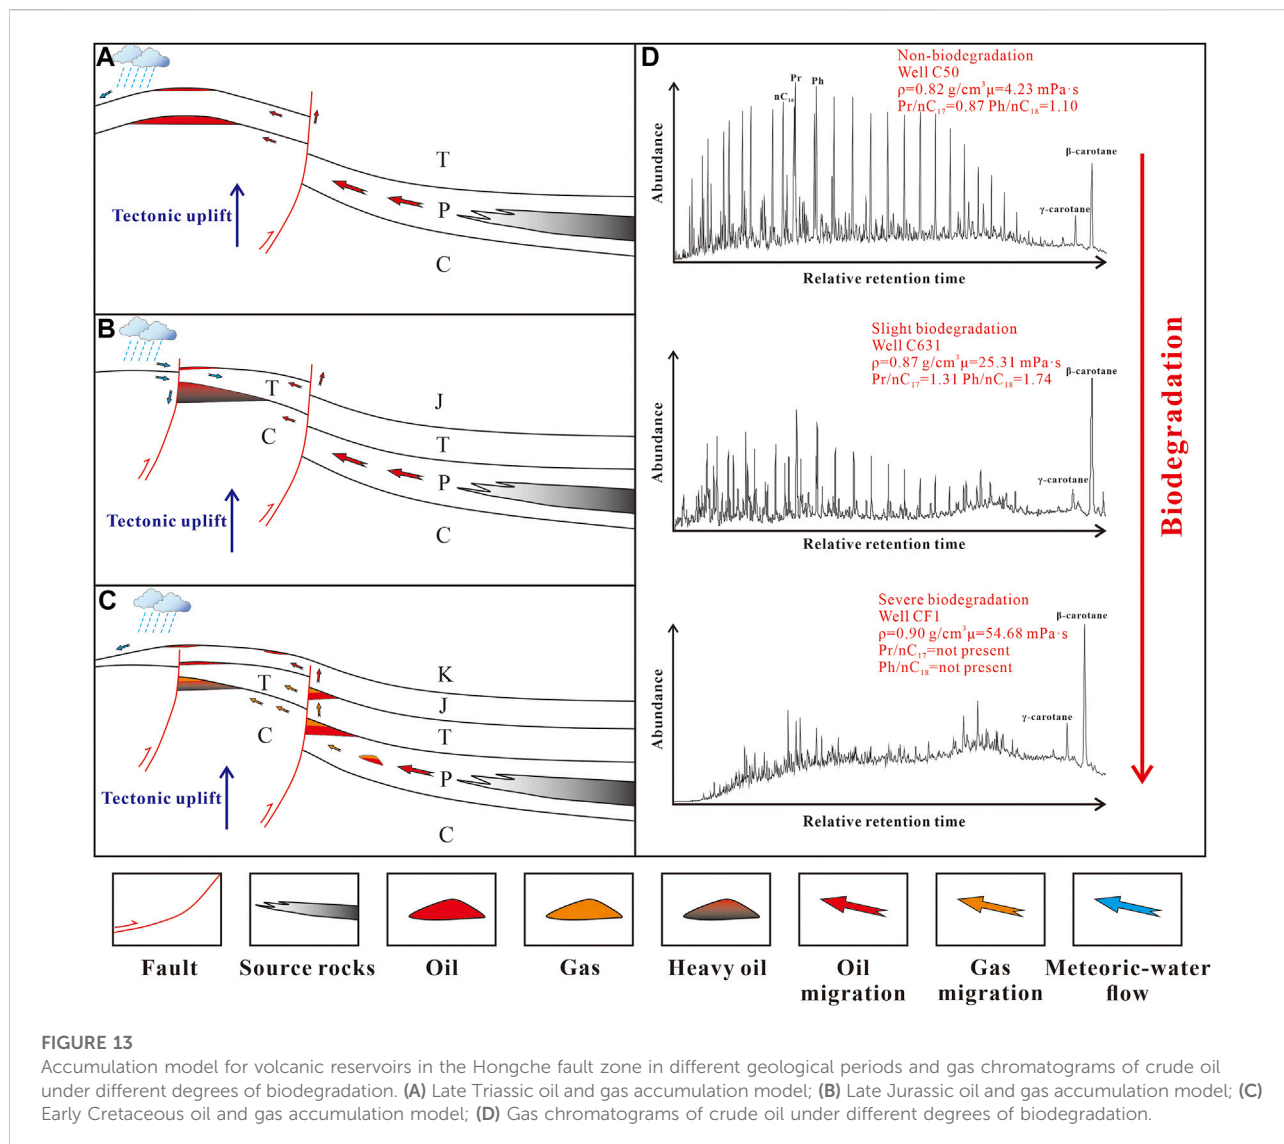 A
T
P
C
Tectonic uplift
B
J
T
T
C
P
C
Tectonic uplift
C
K
J
T
T
C
P
C
Tectonic uplift
D
Non-biodegradation
Well C50
ρ=0.82 g/cm³μ=4.23 mPa·s
Pr/nC₁₇=0.87 Ph/nC₁₈=1.10
nC₁₆
Pr
Ph
γ-carotane
β-carotane
Abundance
Relative retention time
Slight biodegradation
Well C631
ρ=0.87 g/cm³μ=25.31 mPa·s
Pr/nC₁₇=1.31 Ph/nC₁₈=1.74
γ-carotane
β-carotane
Abundance
Relative retention time
Severe biodegradation
Well CF1
ρ=0.90 g/cm³μ=54.68 mPa·s
Pr/nC₁₇=not present
Ph/nC₁₈=not present
γ-carotane
β-carotane
Abundance
Relative retention time
Biodegradation
Fault
Source rocks
Oil
Gas
Heavy oil
Oil
migration
Gas
migration
Meteoric-water
flow
FIGURE 13
Accumulation model for volcanic reservoirs in the Hongche fault zone in different geological periods and gas chromatograms of crude oil
under different degrees of biodegradation. (A) Late Triassic oil and gas accumulation model; (B) Late Jurassic oil and gas accumulation model; (C)
Early Cretaceous oil and gas accumulation model; (D) Gas chromatograms of crude oil under different degrees of biodegradation.